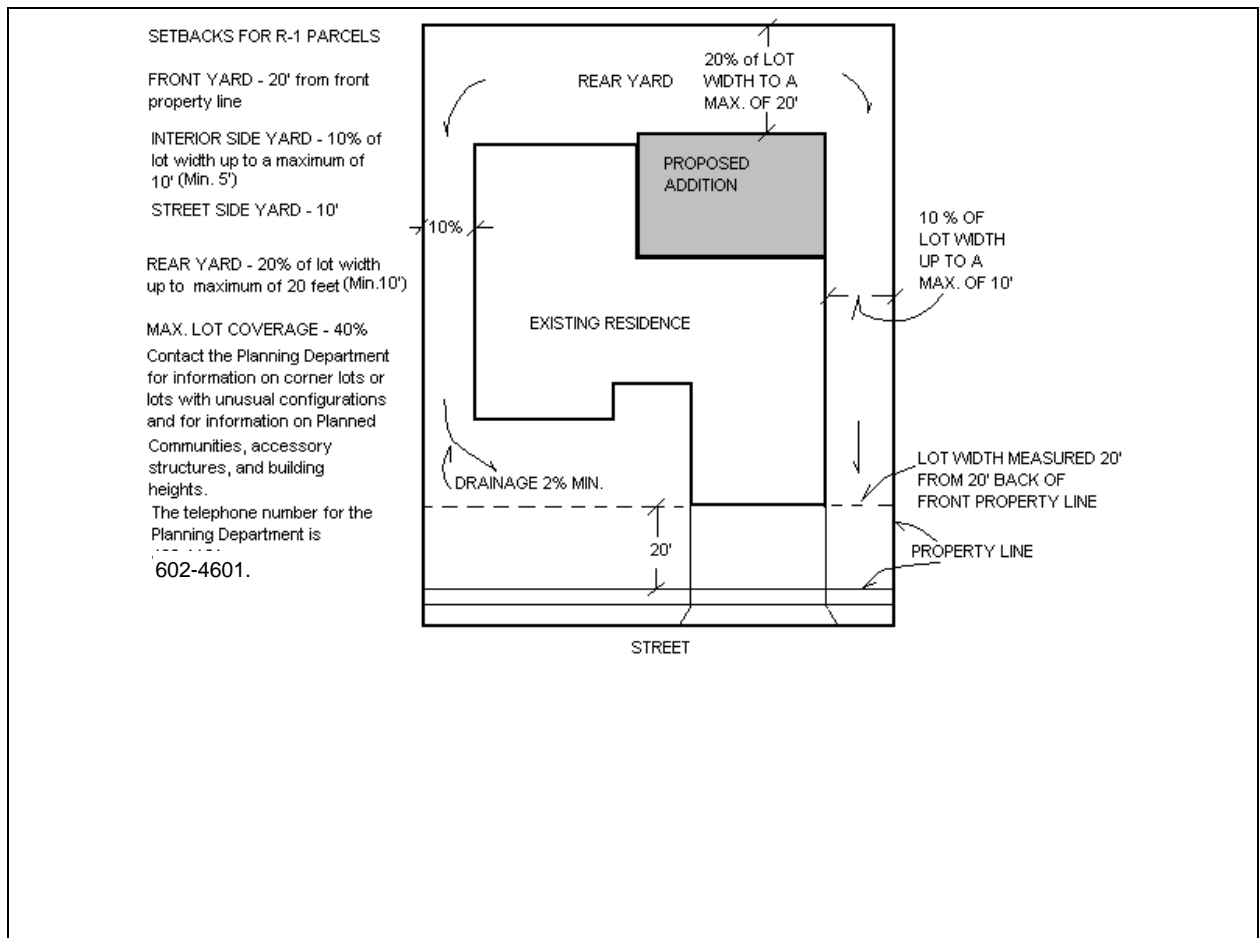 SETBACKS FOR R-1 PARCELS
FRONT YARD - 20' from front
property line
INTERIOR SIDE YARD - 10% of
lot width up to a maximum of
10' (Min. 5')
STREET SIDE YARD - 10'
REAR YARD - 20% of lot width
up to maximum of 20 feet (Min.10')
MAX. LOT COVERAGE - 40%
Contact the Planning Department
for information on corner lots or
lots with unusual configurations
and for information on Planned
Communities, accessory
structures, and building
heights.
The telephone number for the
Planning Department is
602-4601.
REAR YARD
20% of LOT
WIDTH TO A
MAX. OF 20'
PROPOSED
ADDITION
10%
10 % OF
LOT WIDTH
UP TO A
MAX. OF 10'
EXISTING RESIDENCE
DRAINAGE 2% MIN.
LOT WIDTH MEASURED 20'
FROM 20' BACK OF
FRONT PROPERTY LINE
20'
PROPERTY LINE
STREET